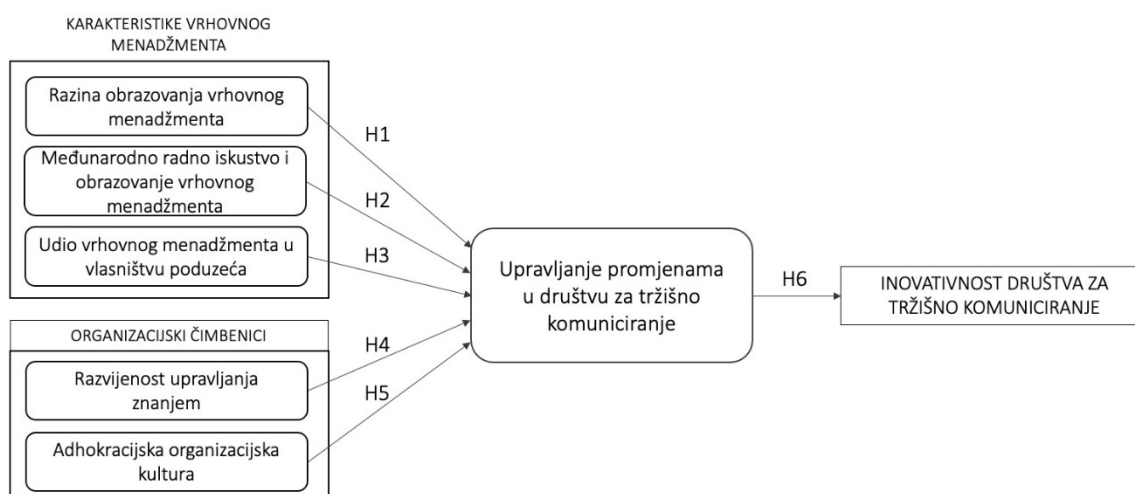 KARAKTERISTIKE VRHOVNOG
MENADŽMENTA
Razina obrazovanja vrhovnog
menadžmenta
Međunarodno radno iskustvo i
obrazovanje vrhovnog
menadžmenta
Udio vrhovnog menadžmenta u
vlasništvu poduzeća
ORGANIZACIJSKI ČIMBENICI
Razvijenost upravljanja
znanjem
Adhokracijska organizacijska
kultura
H1
H2
H3
H4
H5
Upravljanje promjenama
u društvu za tržišno
komuniciranje
H6
INOVATIVNOST DRUŠTVA ZA
TRŽIŠNO KOMUNICIRANJE